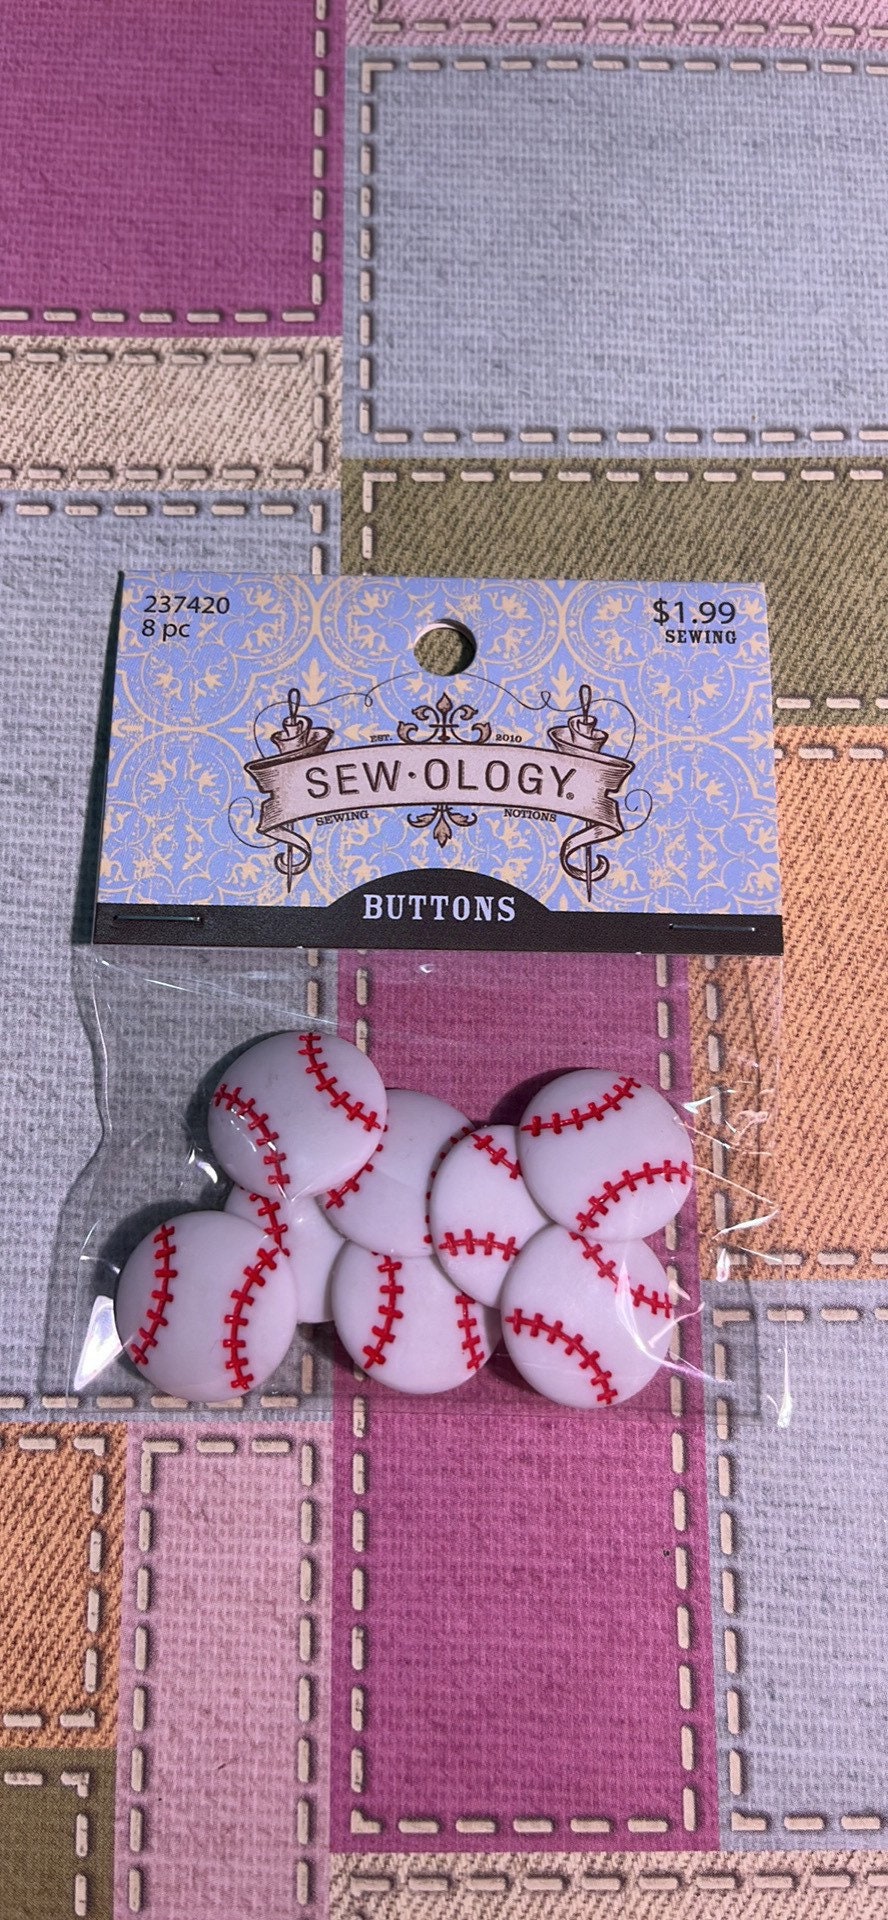 237420
8 pc
$1.99
SEWING
EST. 2010
SEW·OLOGY®
SEWING NOTIONS
BUTTONS